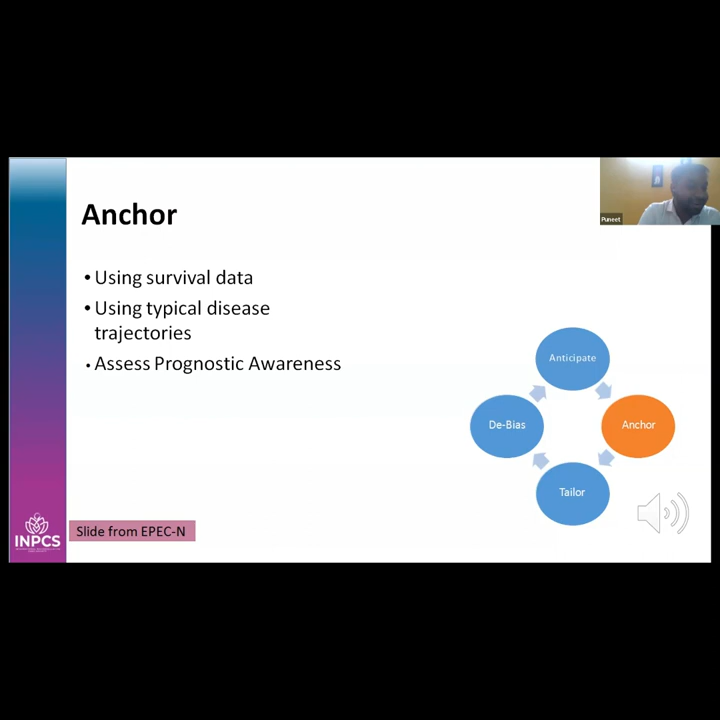 Anchor
• Using survival data
• Using typical disease
trajectories
• Assess Prognostic Awareness
Puneet
Anticipate
De-Bias
Anchor
Tailor
Slide from EPEC-N
INPCS